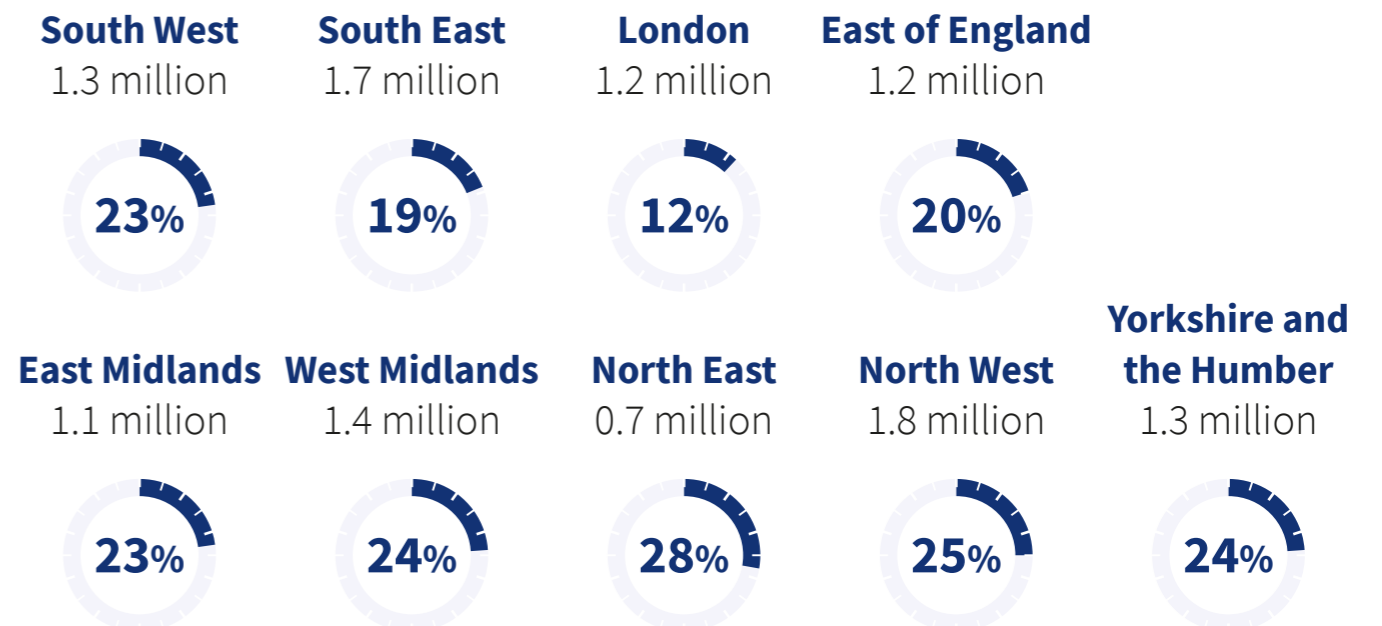 South West
1.3 million
23%
South East
1.7 million
19%
London
1.2 million
12%
East of England
1.2 million
20%
East Midlands
1.1 million
23%
West Midlands
1.4 million
24%
North East
0.7 million
28%
North West
1.8 million
25%
Yorkshire and
the Humber
1.3 million
24%